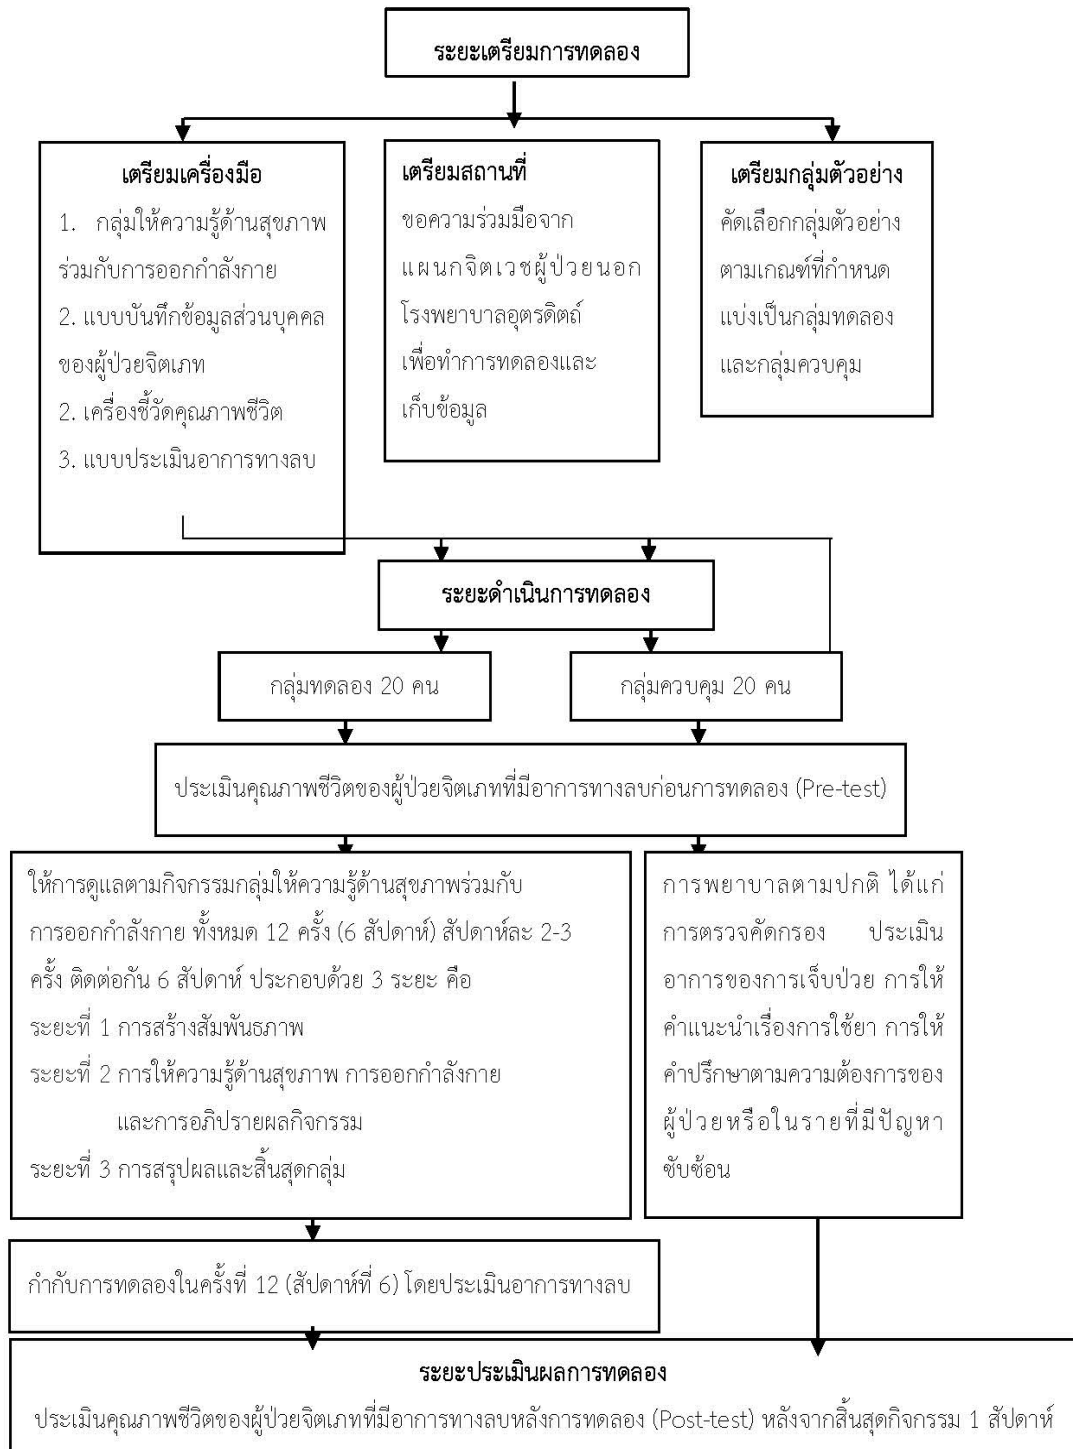 ระยะเตรียมการทดลอง
เตรียมเครื่องมือ
1. กลุ่มให้ความรู้ด้านสุขภาพ
ร่วมกับการออกกำลังกาย
2. แบบบันทึกข้อมูลส่วนบุคคล
ของผู้ป่วยจิตเภท
2. เครื่องชี้วัดคุณภาพชีวิต
3. แบบประเมินอาการทางลบ
เตรียมสถานที่
ขอความร่วมมือจาก
แผนกจิตเวชผู้ป่วยนอก
โรงพยาบาลอุตรดิตถ์
เพื่อทำการทดลองและ
เก็บข้อมูล
เตรียมกลุ่มตัวอย่าง
คัดเลือกกลุ่มตัวอย่าง
ตามเกณฑ์ที่กำหนด
แบ่งเป็นกลุ่มทดลอง
และกลุ่มควบคุม
ระยะดำเนินการทดลอง
กลุ่มทดลอง 20 คน
กลุ่มควบคุม 20 คน
ประเมินคุณภาพชีวิตของผู้ป่วยจิตเภทที่มีอาการทางลบก่อนการทดลอง (Pre-test)
ให้การดูแลตามกิจกรรมกลุ่มให้ความรู้ด้านสุขภาพร่วมกับ
การออกกำลังกาย ทั้งหมด 12 ครั้ง (6 สัปดาห์) สัปดาห์ละ 2-3
ครั้ง ติดต่อกัน 6 สัปดาห์ ประกอบด้วย 3 ระยะ คือ
ระยะที่ 1 การสร้างสัมพันธภาพ
ระยะที่ 2 การให้ความรู้ด้านสุขภาพ การออกกำลังกาย
และการอภิปรายผลกิจกรรม
ระยะที่ 3 การสรุปผลและสิ้นสุดกลุ่ม
การพยาบาลตามปกติ ได้แก่
การตรวจคัดกรอง ประเมิน
อาการของการเจ็บป่วย การให้
คำแนะนำเรื่องการใช้ยา การให้
คำปรึกษาตามความต้องการของ
ผู้ป่วยหรือในรายที่มีปัญหา
ซับซ้อน
กำกับการทดลองในครั้งที่ 12 (สัปดาห์ที่ 6) โดยประเมินอาการทางลบ
ระยะประเมินผลการทดลอง
ประเมินคุณภาพชีวิตของผู้ป่วยจิตเภทที่มีอาการทางลบหลังการทดลอง (Post-test) หลังจากสิ้นสุดกิจกรรม 1 สัปดาห์